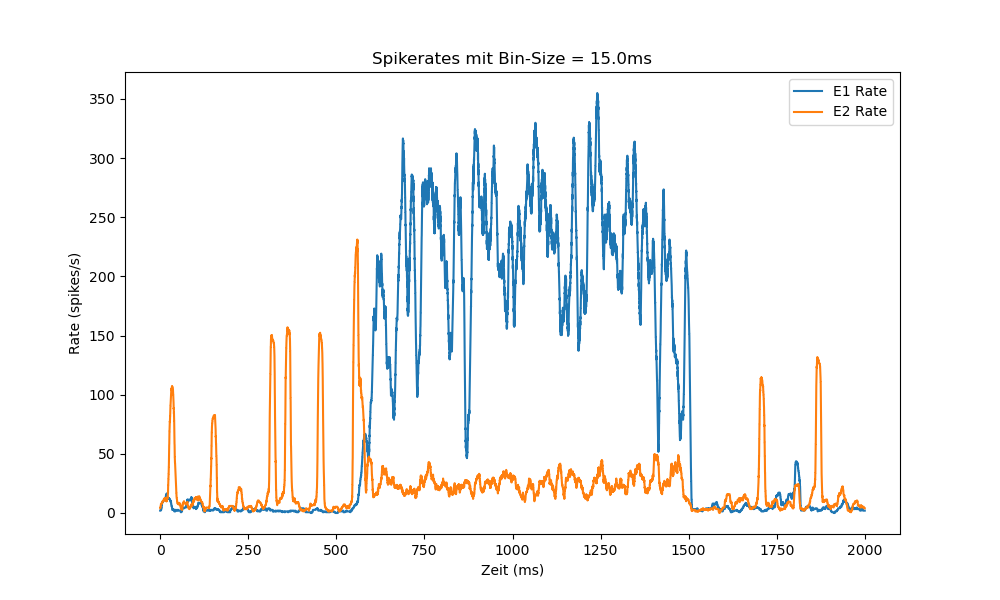 Spikerates mit Bin-Size = 15.0ms
E1 Rate
E2 Rate
Rate (spikes/s)
350
300
250
200
150
100
50
0
0 250 500 750 1000 1250 1500 1750 2000
Zeit (ms)